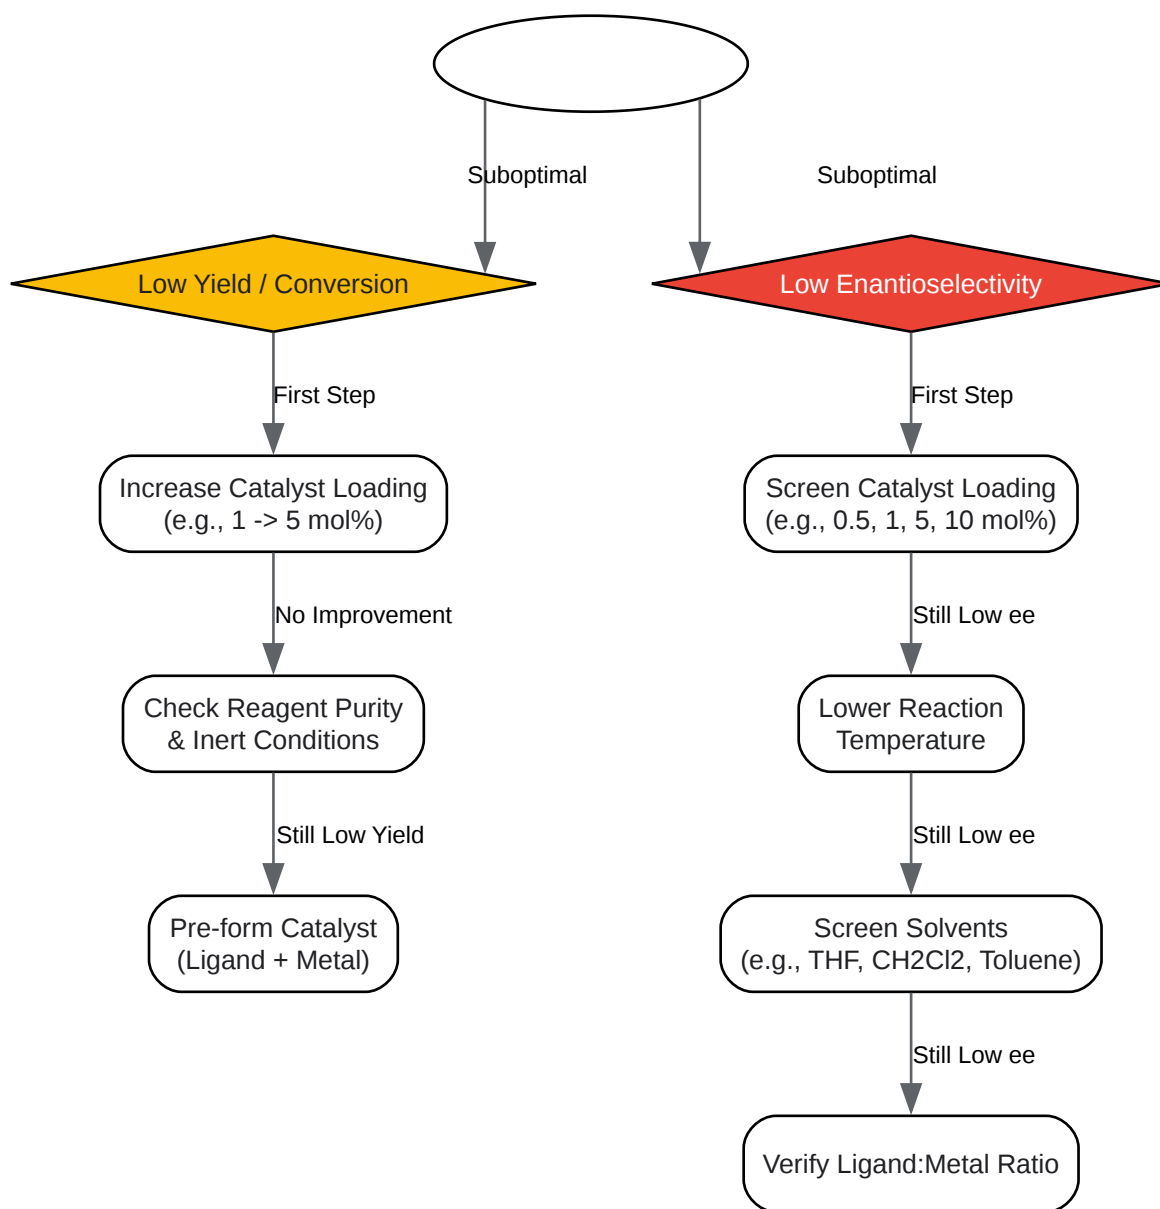 Suboptimal
Suboptimal
Low Yield / Conversion
Low Enantioselectivity
First Step
First Step
Increase Catalyst Loading
(e.g., 1 -> 5 mol%)
Screen Catalyst Loading
(e.g., 0.5, 1, 5, 10 mol%)
No Improvement
Still Low ee
Check Reagent Purity
& Inert Conditions
Lower Reaction
Temperature
Still Low Yield
Still Low ee
Pre-form Catalyst
(Ligand + Metal)
Screen Solvents
(e.g., THF, CH2Cl2, Toluene)
Still Low ee
Verify Ligand:Metal Ratio